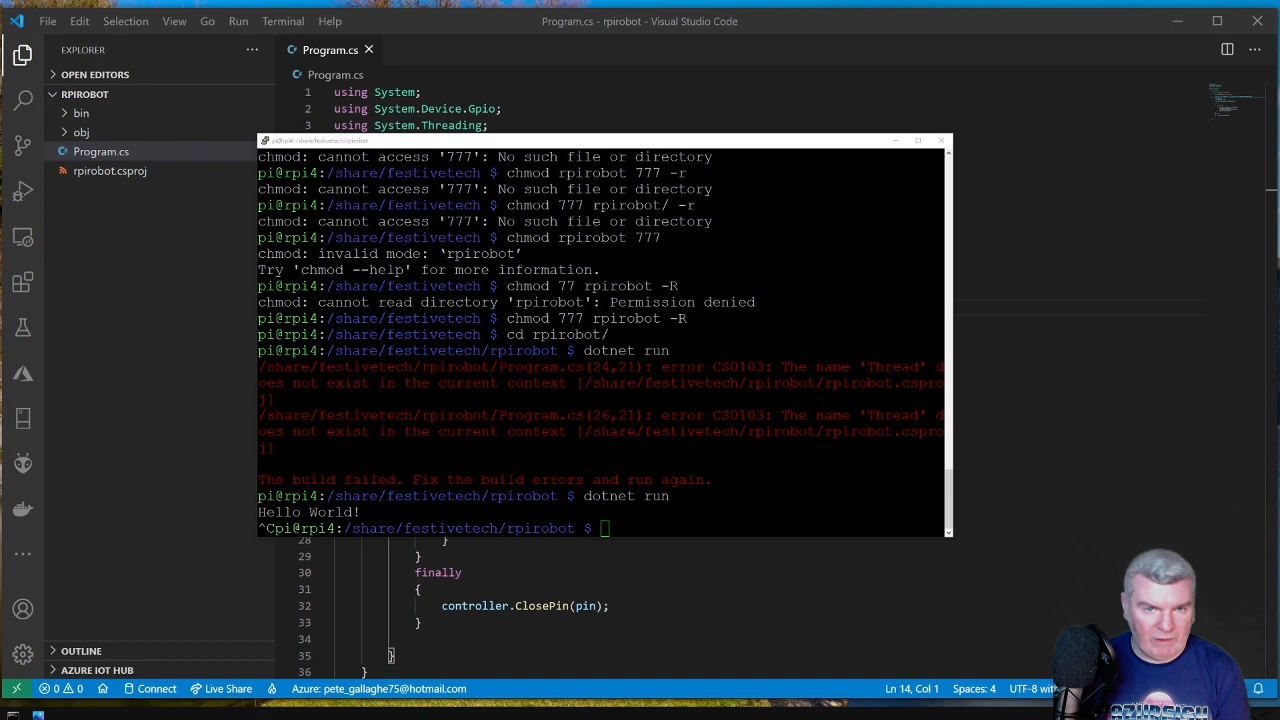 File Edit Selection View Go Run Terminal Help
Program.cs - rpirobot - Visual Studio Code
EXPLORER
OPEN EDITORS
RPIROBOT
bin
obj
Program.cs
rpirobot.csproj
Program.cs
Program.cs
1 using System;
2 using System.Device.Gpio;
3 using System.Threading;
pi@rpi4: /share/festivetech/rpirobot
chmod: cannot access '777': No such file or directory
pi@rpi4:/share/festivetech $ chmod rpirobot 777 -r
chmod: cannot access '777': No such file or directory
pi@rpi4:/share/festivetech $ chmod 777 rpirobot/ -r
chmod: cannot access '777': No such file or directory
pi@rpi4:/share/festivetech $ chmod rpirobot 777
chmod: invalid mode: ‘rpirobot’
Try 'chmod --help' for more information.
pi@rpi4:/share/festivetech $ chmod 77 rpirobot -R
chmod: cannot read directory 'rpirobot': Permission denied
pi@rpi4:/share/festivetech $ chmod 777 rpirobot -R
pi@rpi4:/share/festivetech $ cd rpirobot/
pi@rpi4:/share/festivetech/rpirobot $ dotnet run
/share/festivetech/rpirobot/Program.cs(24,21): error CS0103: The name 'Thread' d
oes not exist in the current context [/share/festivetech/rpirobot/rpirobot.cspro
j]
/share/festivetech/rpirobot/Program.cs(26,21): error CS0103: The name 'Thread' d
oes not exist in the current context [/share/festivetech/rpirobot/rpirobot.cspro
j]
The build failed. Fix the build errors and run again.
pi@rpi4:/share/festivetech/rpirobot $ dotnet run
Hello World!
^Cpi@rpi4:/share/festivetech/rpirobot $
28 }
29 }
30 finally
31 {
32 controller.ClosePin(pin);
33 }
34
35 }
36 }
OUTLINE
AZURE IOT HUB
0 0 Connect Live Share Azure: pete_gallaghe75@hotmail.com
Ln 14, Col 1 Spaces: 4 UTF-8